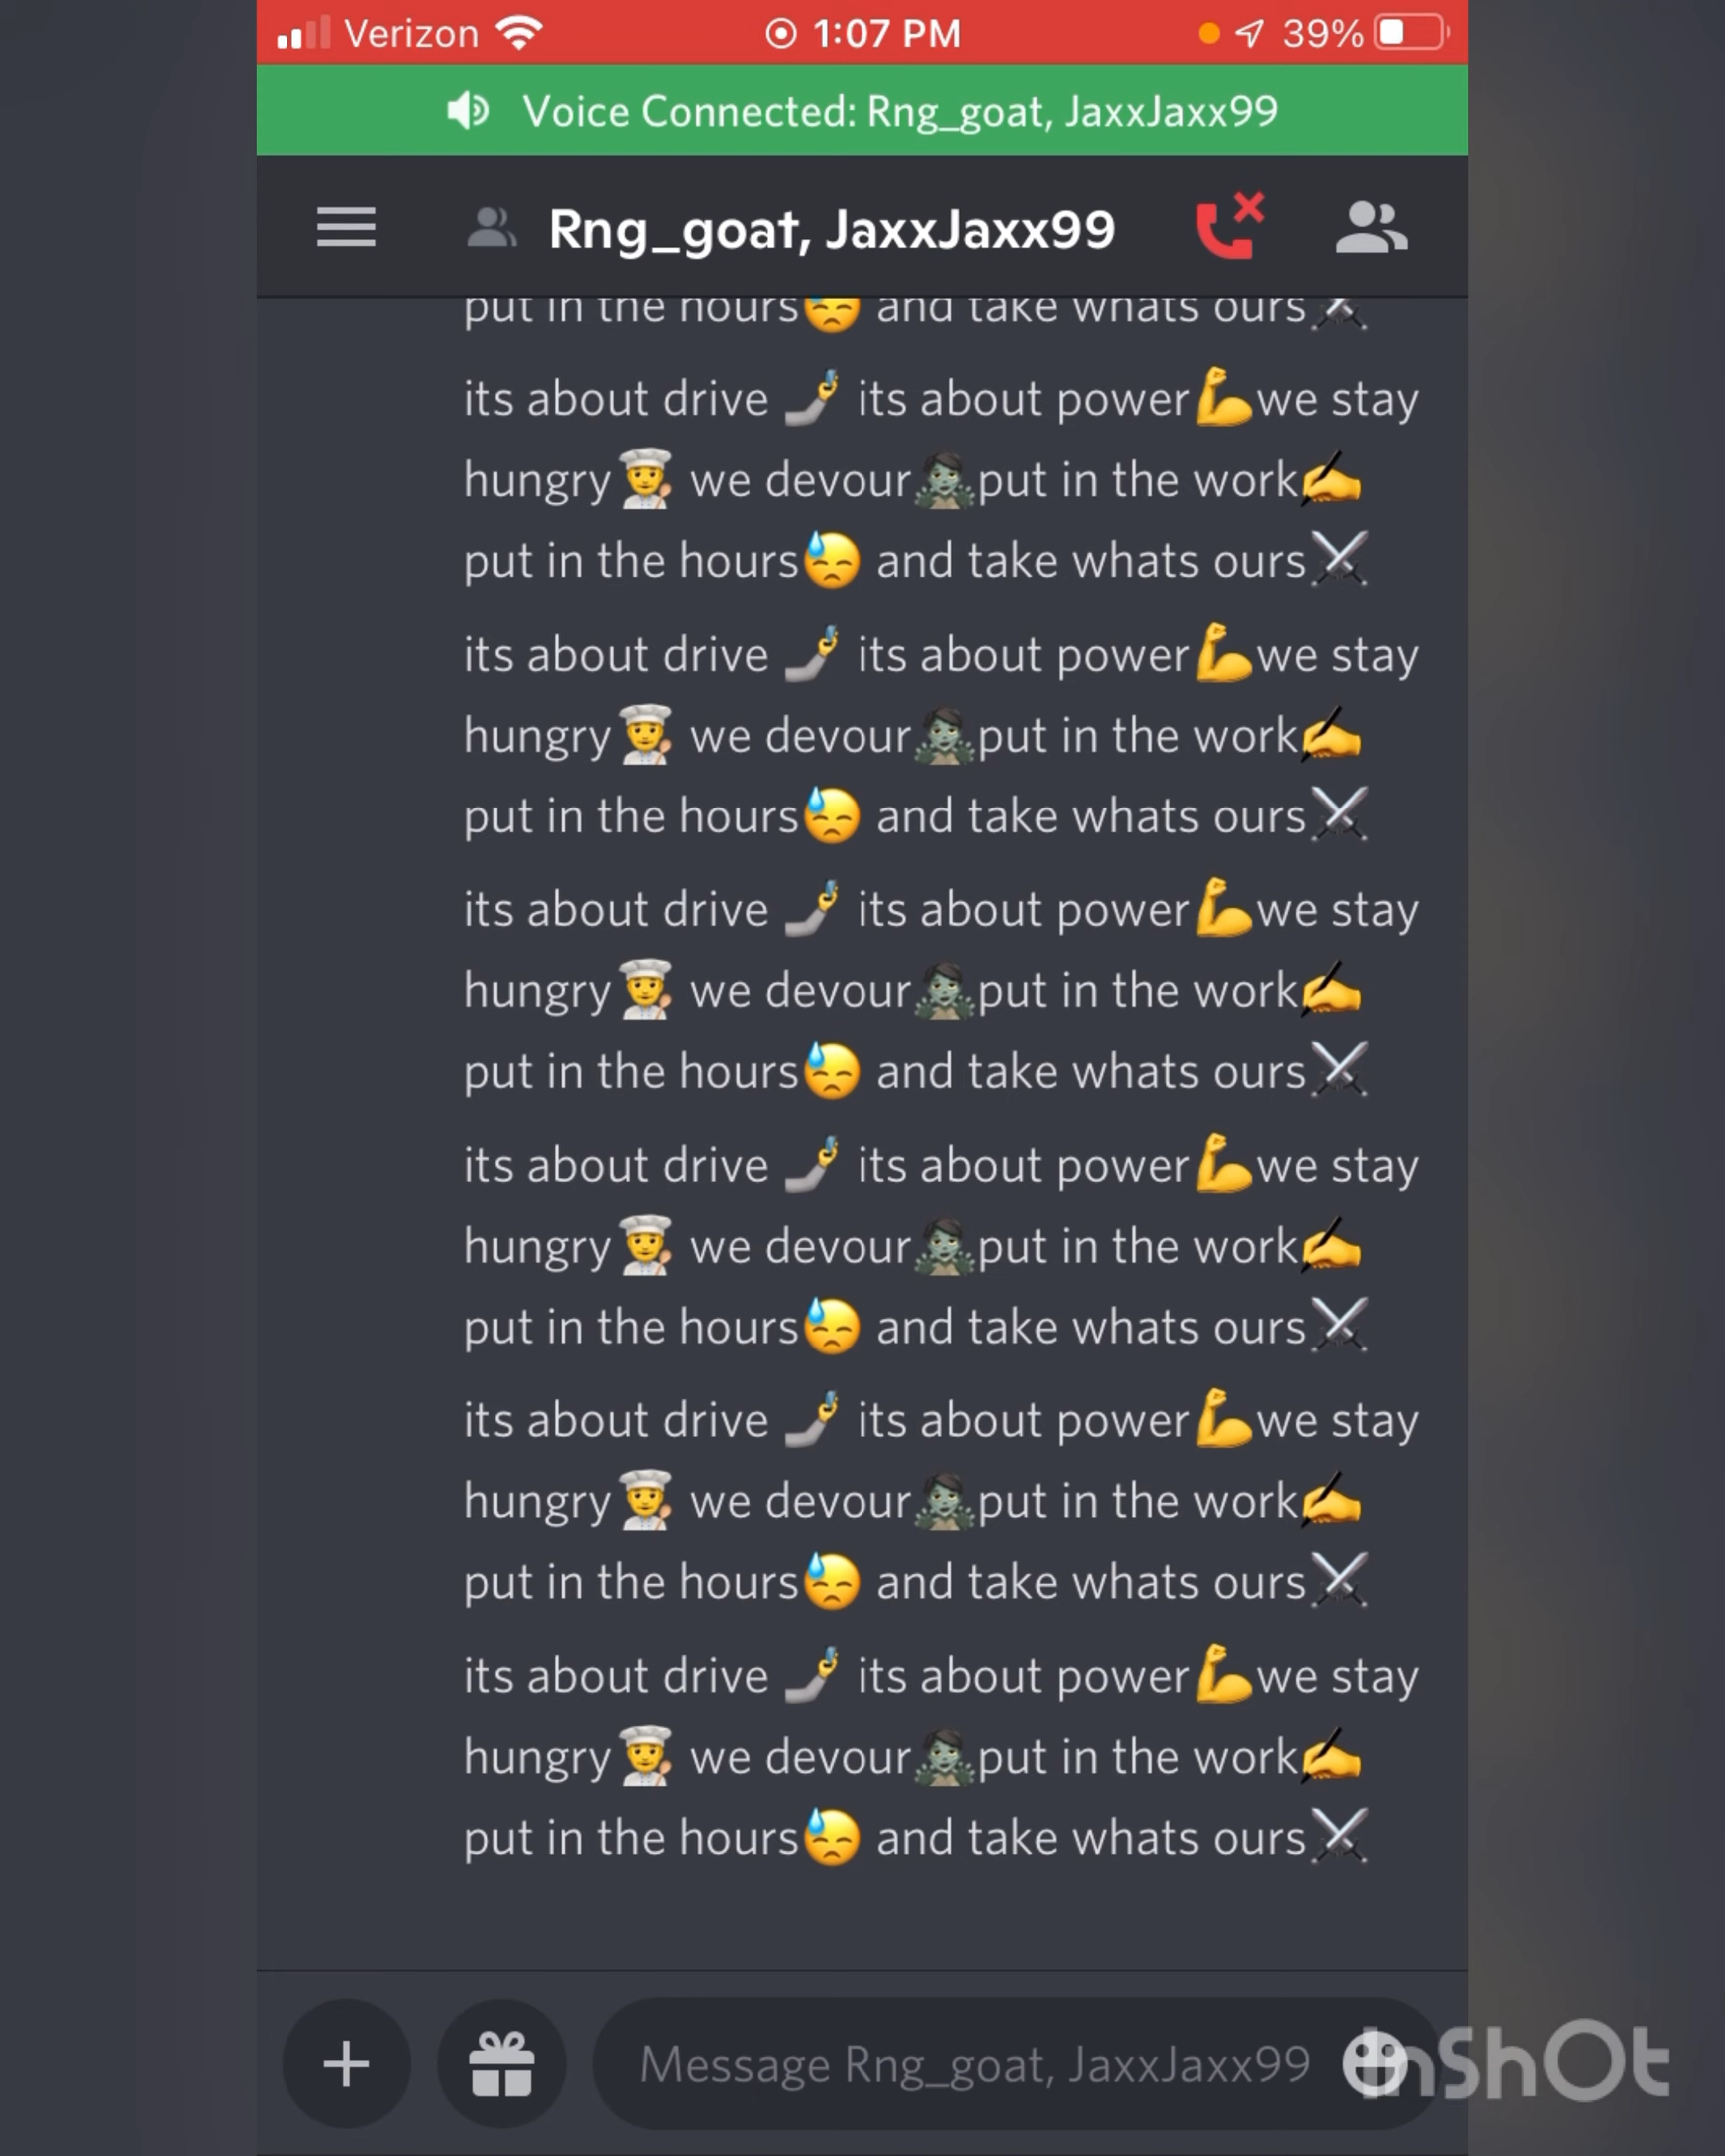 Verizon 1:07 PM 39%
Voice Connected: Rng_goat, JaxxJaxx99
Rng_goat, JaxxJaxx99
put in the hours😓 and take whats ours⚔️
its about drive 🤳 its about power💪we stay
hungry👨‍🍳 we devour🧟put in the work✍️
put in the hours😓 and take whats ours⚔️
its about drive 🤳 its about power💪we stay
hungry👨‍🍳 we devour🧟put in the work✍️
put in the hours😓 and take whats ours⚔️
its about drive 🤳 its about power💪we stay
hungry👨‍🍳 we devour🧟put in the work✍️
put in the hours😓 and take whats ours⚔️
its about drive 🤳 its about power💪we stay
hungry👨‍🍳 we devour🧟put in the work✍️
put in the hours😓 and take whats ours⚔️
its about drive 🤳 its about power💪we stay
hungry👨‍🍳 we devour🧟put in the work✍️
put in the hours😓 and take whats ours⚔️
its about drive 🤳 its about power💪we stay
hungry👨‍🍳 we devour🧟put in the work✍️
put in the hours😓 and take whats ours⚔️
Message Rng_goat, JaxxJaxx99
InShOt